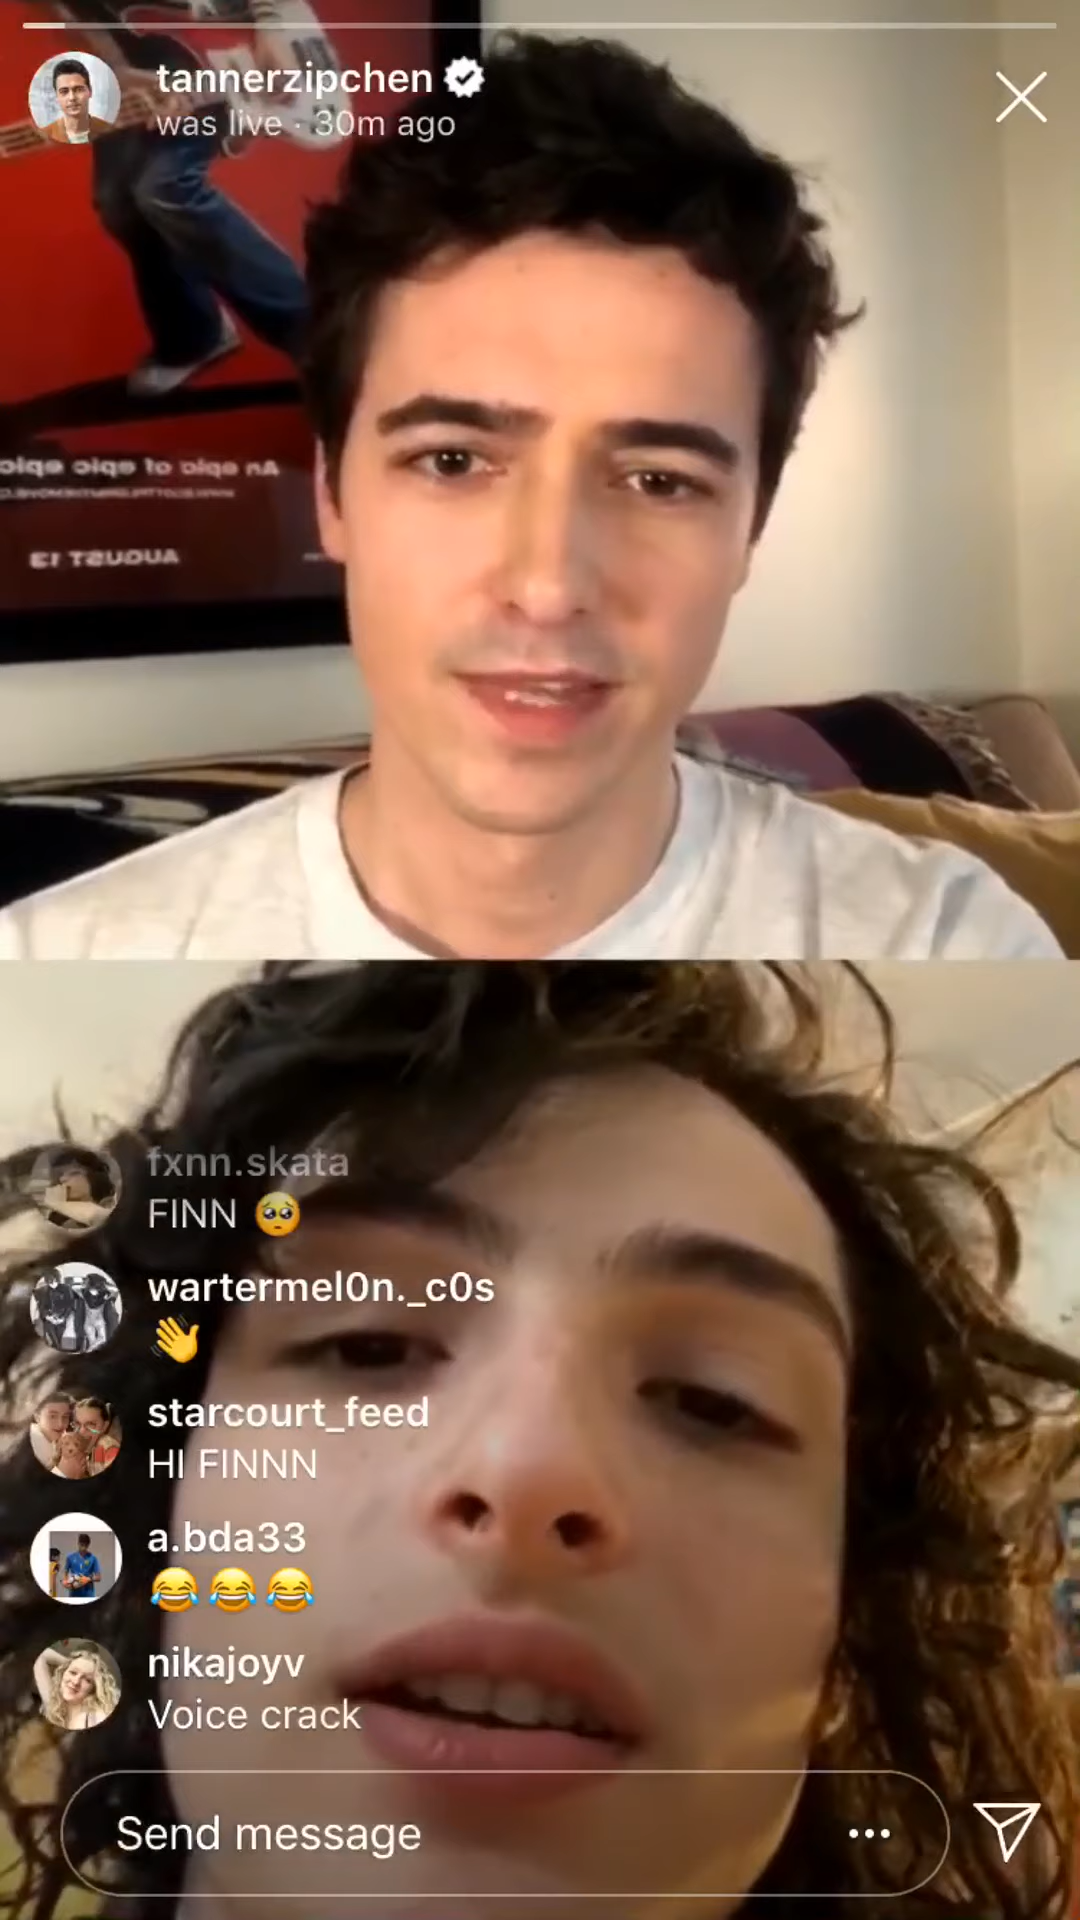 tannerzipchen
was live · 30m ago
An epic of epic epic
AUGUST 13
fxnn.skata
FINN 🥺
wartermel0n._c0s
👋
starcourt_feed
HI FINNN
a.bda33
😂😂😂
nikajoyv
Voice crack
Send message